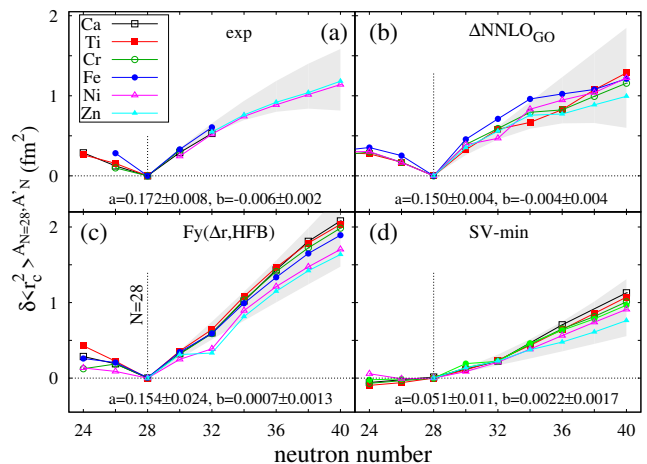 Ca
Ti
Cr
Fe
Ni
Zn
exp
(a)
ΔNNLO_GO
(b)
2
1
0
a=0.172±0.008, b=-0.006±0.002
a=0.150±0.004, b=-0.004±0.004
δ<r_c^2>^A_{N=28},A'_N (fm^2)
(c)
Fy(Δr,HFB)
SV-min
(d)
2
1
0
N=28
a=0.154±0.024, b=0.0007±0.0013
a=0.051±0.011, b=0.0022±0.0017
24 28 32 36 40 24 28 32 36 40
neutron number neutron number